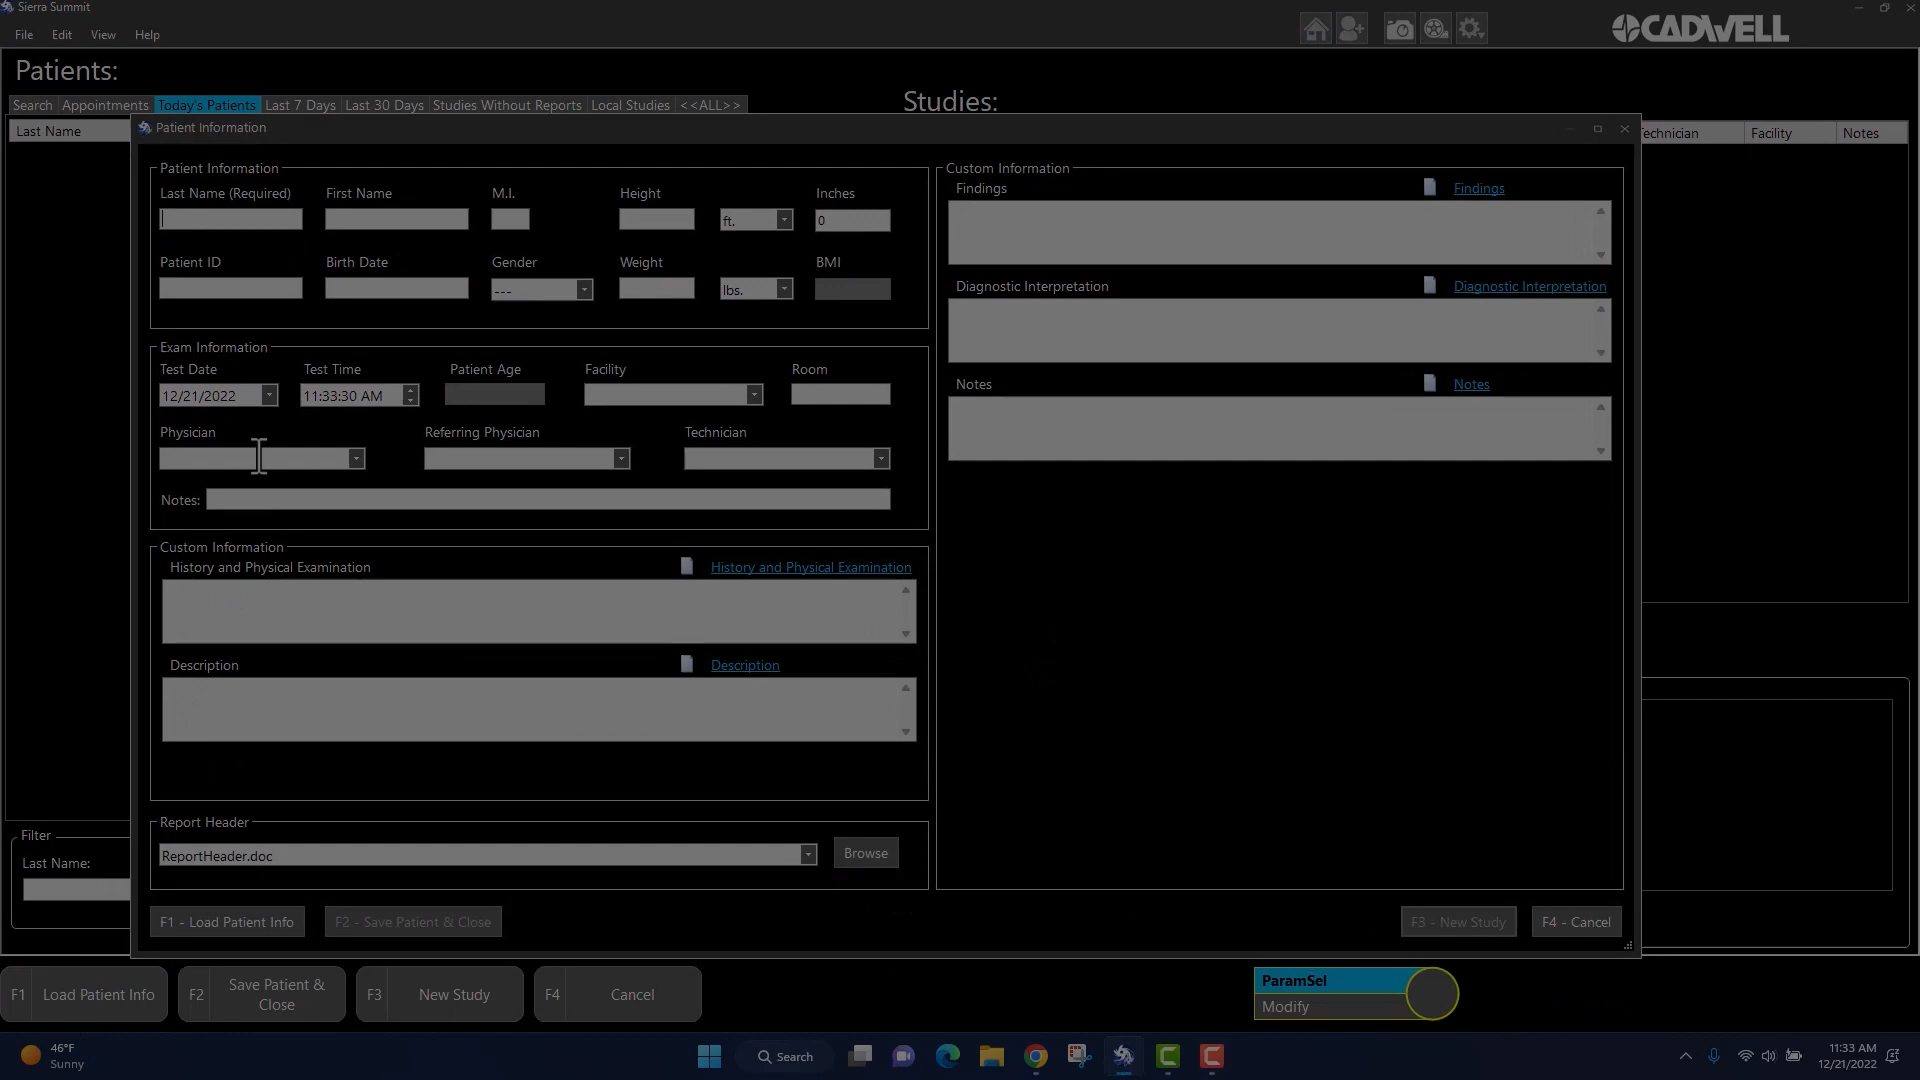 Sierra Summit
File Edit View Help
CADWELL
Patients:
Search Appointments Today's Patients Last 7 Days Last 30 Days Studies Without Reports Local Studies <<ALL>>
Studies:
Last Name
Technician Facility Notes
Patient Information
Patient Information
Last Name (Required) First Name M.I. Height Inches
ft. 0
Patient ID Birth Date Gender Weight BMI
--- lbs.
Exam Information
Test Date Test Time Patient Age Facility Room
12/21/2022 11:33:30 AM
Physician Referring Physician Technician
Notes:
Custom Information
History and Physical Examination History and Physical Examination
Description Description
Report Header
ReportHeader.doc Browse
Custom Information
Findings Findings
Diagnostic Interpretation Diagnostic Interpretation
Notes Notes
F1 - Load Patient Info F2 - Save Patient & Close F3 - New Study F4 - Cancel
Filter
Last Name:
F1 Load Patient Info
F2 Save Patient &
Close
F3 New Study
F4 Cancel
ParamSel
Modify
46°F
Sunny
Search
11:33 AM
12/21/2022